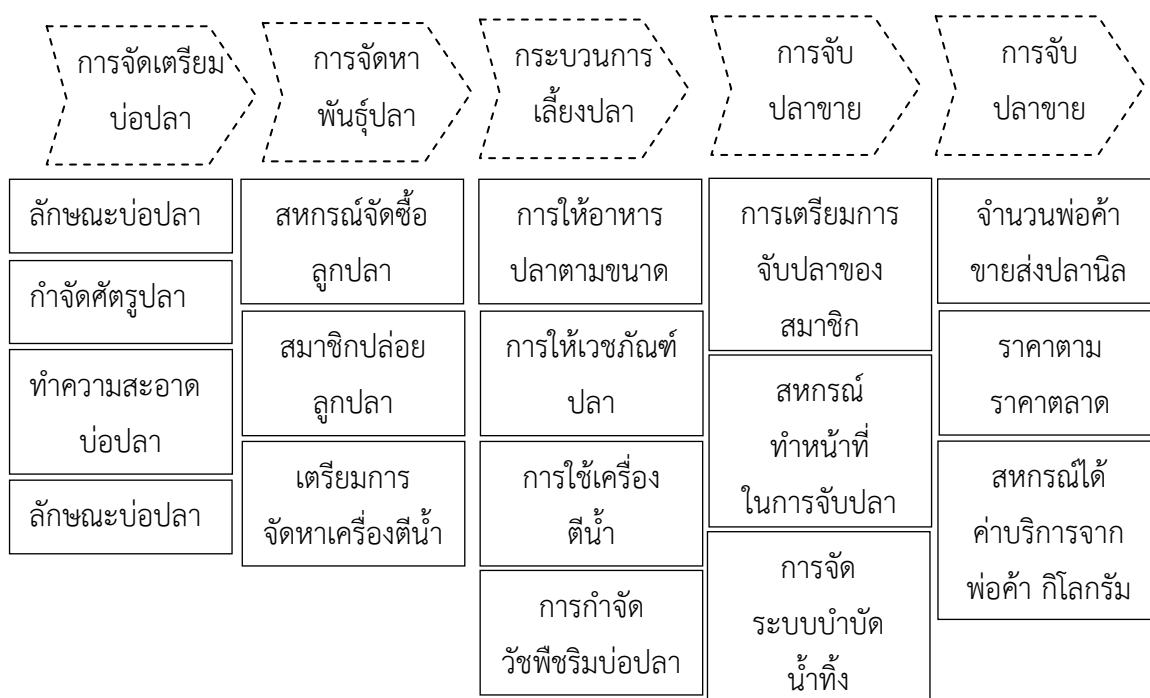 การจัดเตรียม
บ่อปลา
การจัดหา
พันธุ์ปลา
กระบวนการ
เลี้ยงปลา
การจับ
ปลาขาย
การจับ
ปลาขาย
ลักษณะบ่อปลา
กำจัดศัตรูปลา
ทำความสะอาด
บ่อปลา
ลักษณะบ่อปลา
สหกรณ์จัดซื้อ
ลูกปลา
สมาชิกปล่อย
ลูกปลา
เตรียมการ
จัดหาเครื่องตีน้ำ
การให้อาหาร
ปลาตามขนาด
การให้เวชภัณฑ์
ปลา
การใช้เครื่อง
ตีน้ำ
การกำจัด
วัชพืชริมบ่อปลา
การเตรียมการ
จับปลาของ
สมาชิก
สหกรณ์
ทำหน้าที่
ในการจับปลา
การจัด
ระบบบำบัด
น้ำทิ้ง
จำนวนพ่อค้า
ขายส่งปลานิล
ราคาตาม
ราคาตลาด
สหกรณ์ได้
ค่าบริการจาก
พ่อค้า กิโลกรัม